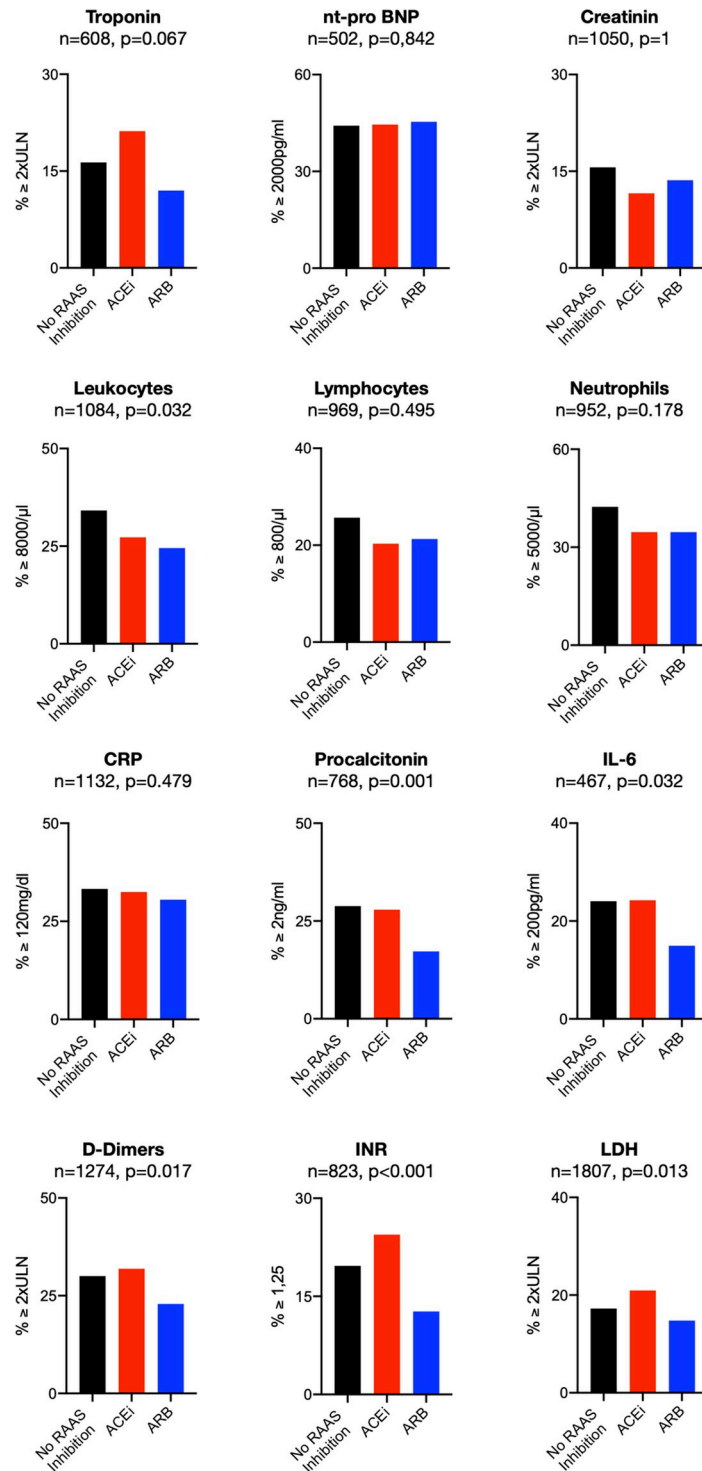 Troponin
n=608, p=0.067
% ≥ 2xULN
30
15
0
No RAAS
Inhibition
ACEi
ARB
nt-pro BNP
n=502, p=0,842
% ≥ 2000pg/ml
60
30
0
No RAAS
Inhibition
ACEi
ARB
Creatinin
n=1050, p=1
% ≥ 2xULN
30
15
0
No RAAS
Inhibition
ACEi
ARB
Leukocytes
n=1084, p=0.032
% ≥ 8000/µl
50
25
0
No RAAS
Inhibition
ACEi
ARB
Lymphocytes
n=969, p=0.495
% ≥ 800/µl
40
20
0
No RAAS
Inhibition
ACEi
ARB
Neutrophils
n=952, p=0.178
% ≥ 5000/µl
60
30
0
No RAAS
Inhibition
ACEi
ARB
CRP
n=1132, p=0.479
% ≥ 120mg/dl
50
25
0
No RAAS
Inhibition
ACEi
ARB
Procalcitonin
n=768, p=0.001
% ≥ 2ng/ml
50
25
0
No RAAS
Inhibition
ACEi
ARB
IL-6
n=467, p=0.032
% ≥ 200pg/ml
40
20
0
No RAAS
Inhibition
ACEi
ARB
D-Dimers
n=1274, p=0.017
% ≥ 2xULN
50
25
0
No RAAS
Inhibition
ACEi
ARB
INR
n=823, p<0.001
% ≥ 1,25
30
15
0
No RAAS
Inhibition
ACEi
ARB
LDH
n=1807, p=0.013
% ≥ 2xULN
40
20
0
No RAAS
Inhibition
ACEi
ARB